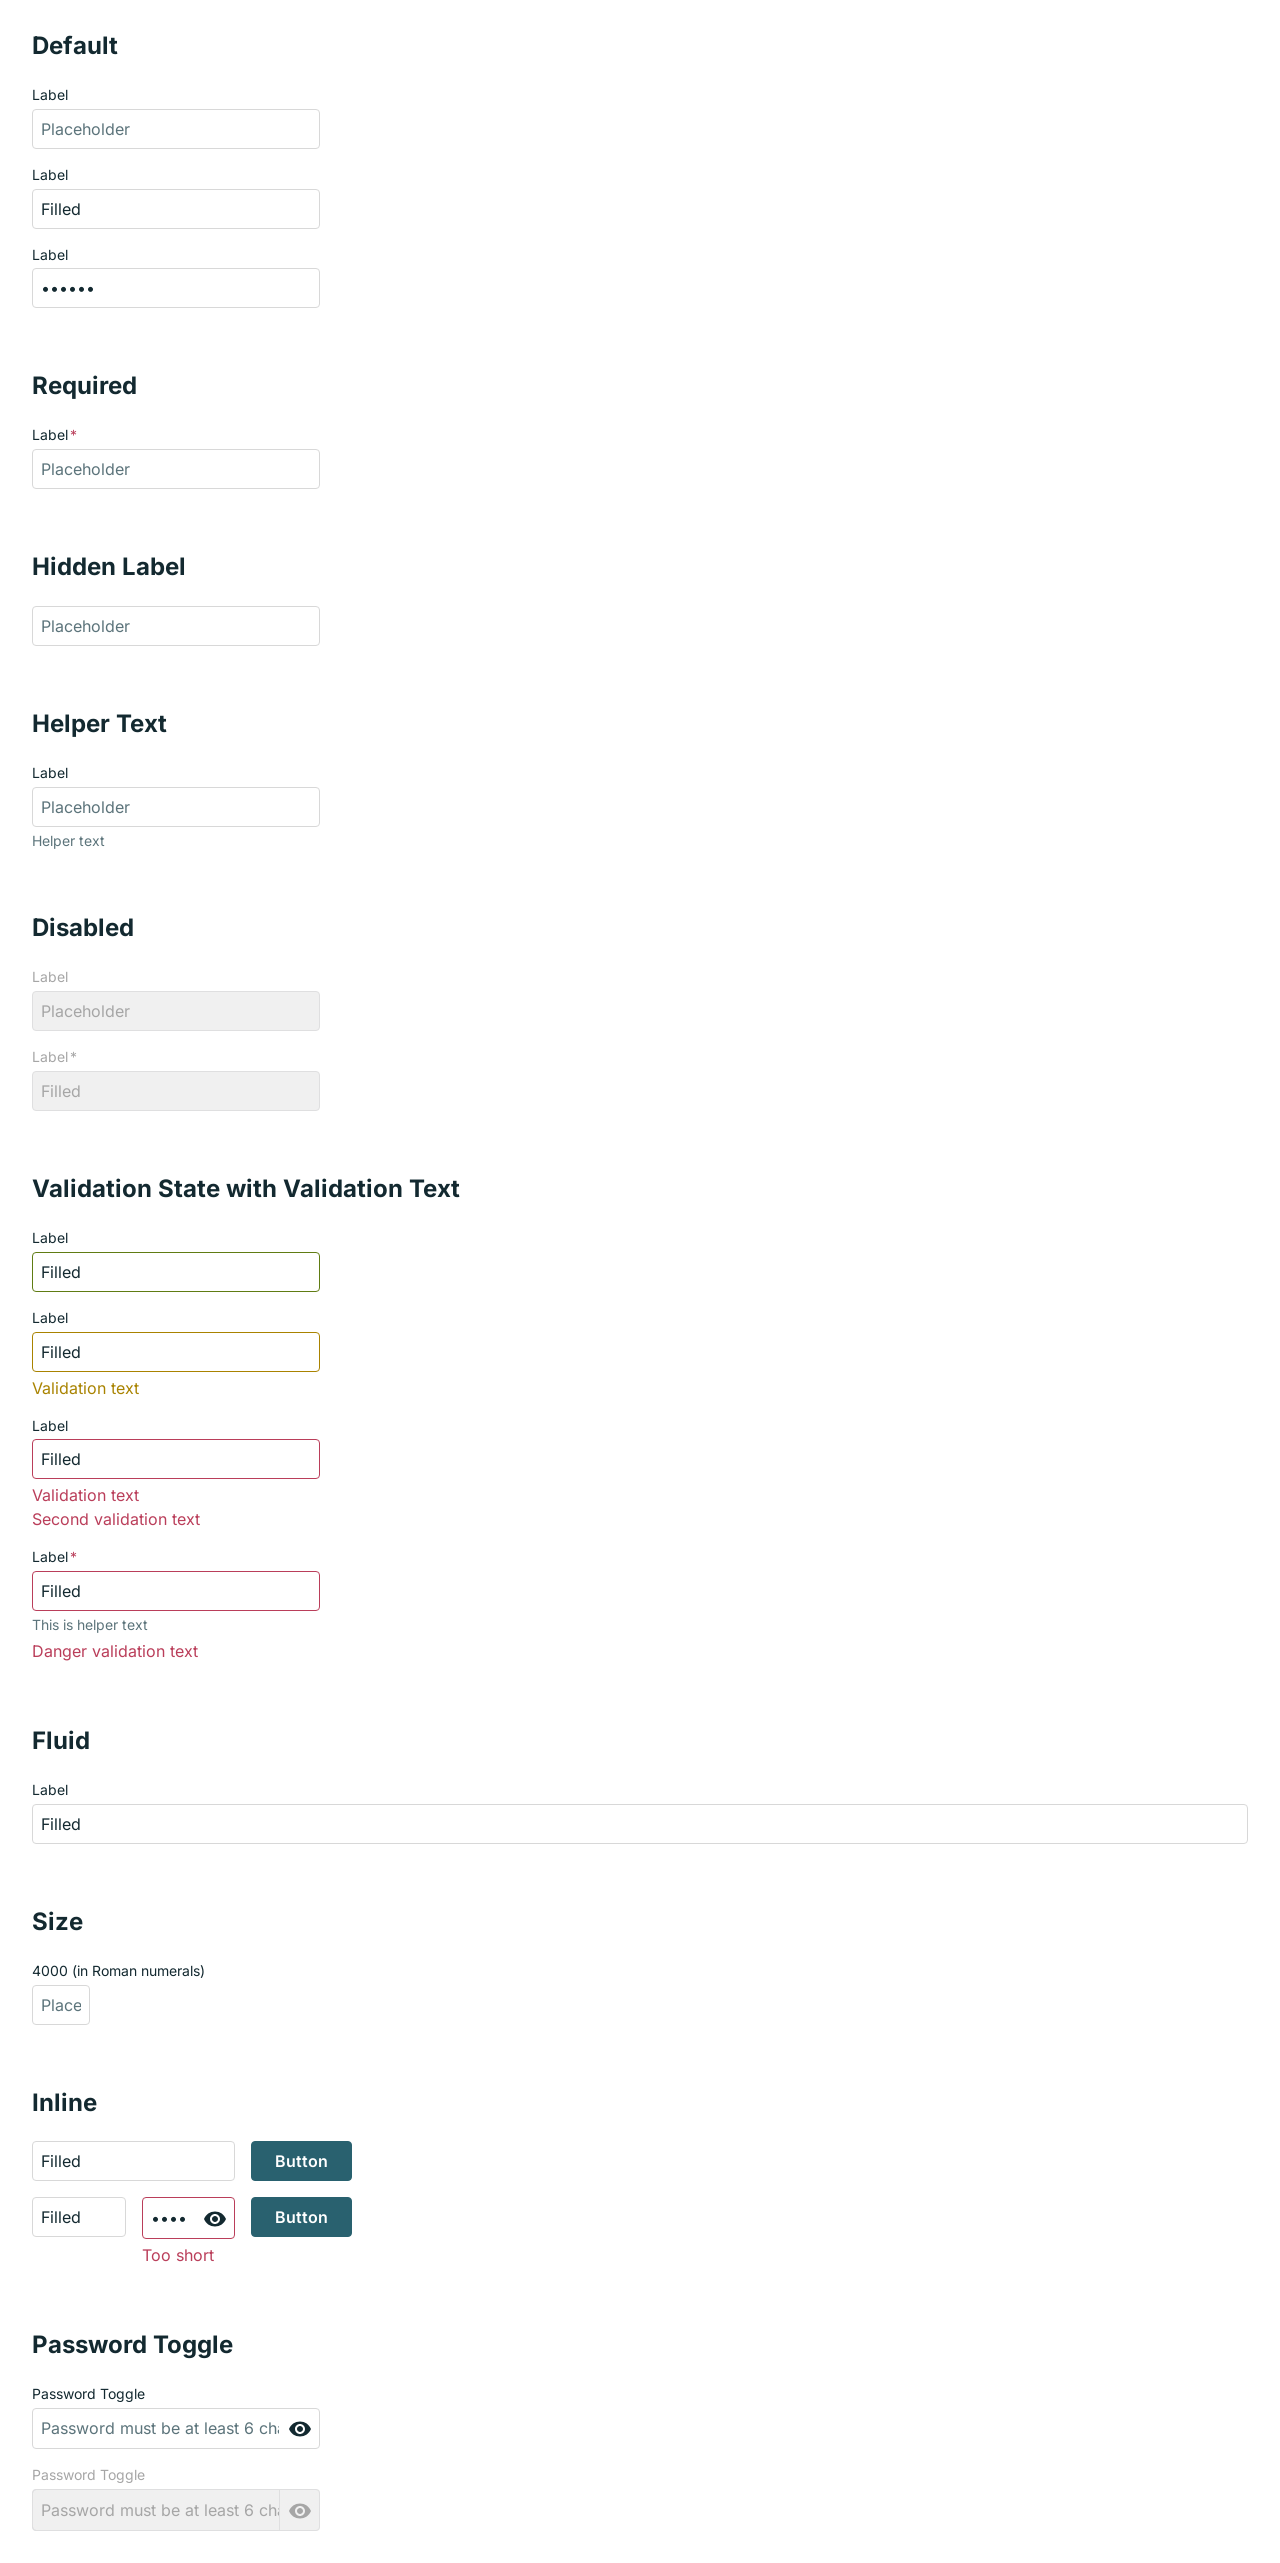 Default
Label
Placeholder
Label
Filled
Label
••••••
Required
Label*
Placeholder
Hidden Label
Placeholder
Helper Text
Label
Placeholder
Helper text
Disabled
Label
Placeholder
Label*
Filled
Validation State with Validation Text
Label
Filled
Label
Filled
Validation text
Label
Filled
Validation text
Second validation text
Label*
Filled
This is helper text
Danger validation text
Fluid
Label
Filled
Size
4000 (in Roman numerals)
Place
Inline
Filled Button
Filled •••• Button
Too short
Password Toggle
Password Toggle
Password must be at least 6 cha
Password Toggle
Password must be at least 6 cha